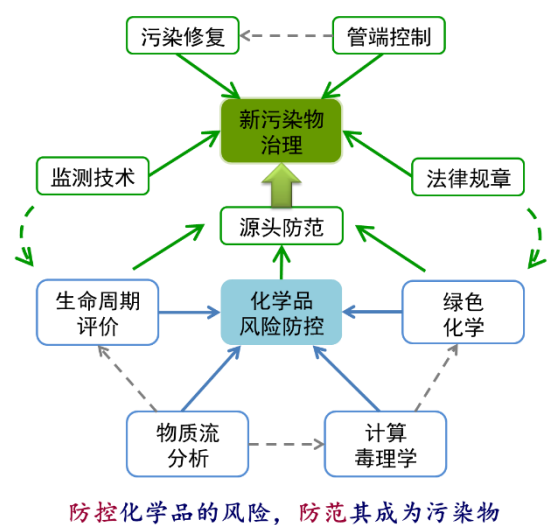 污染修复
管端控制
新污染物
治理
监测技术
法律规章
源头防范
生命周期
评价
化学品
风险防控
绿色
化学
物质流
分析
计算
毒理学
防控化学品的风险，防范其成为污染物